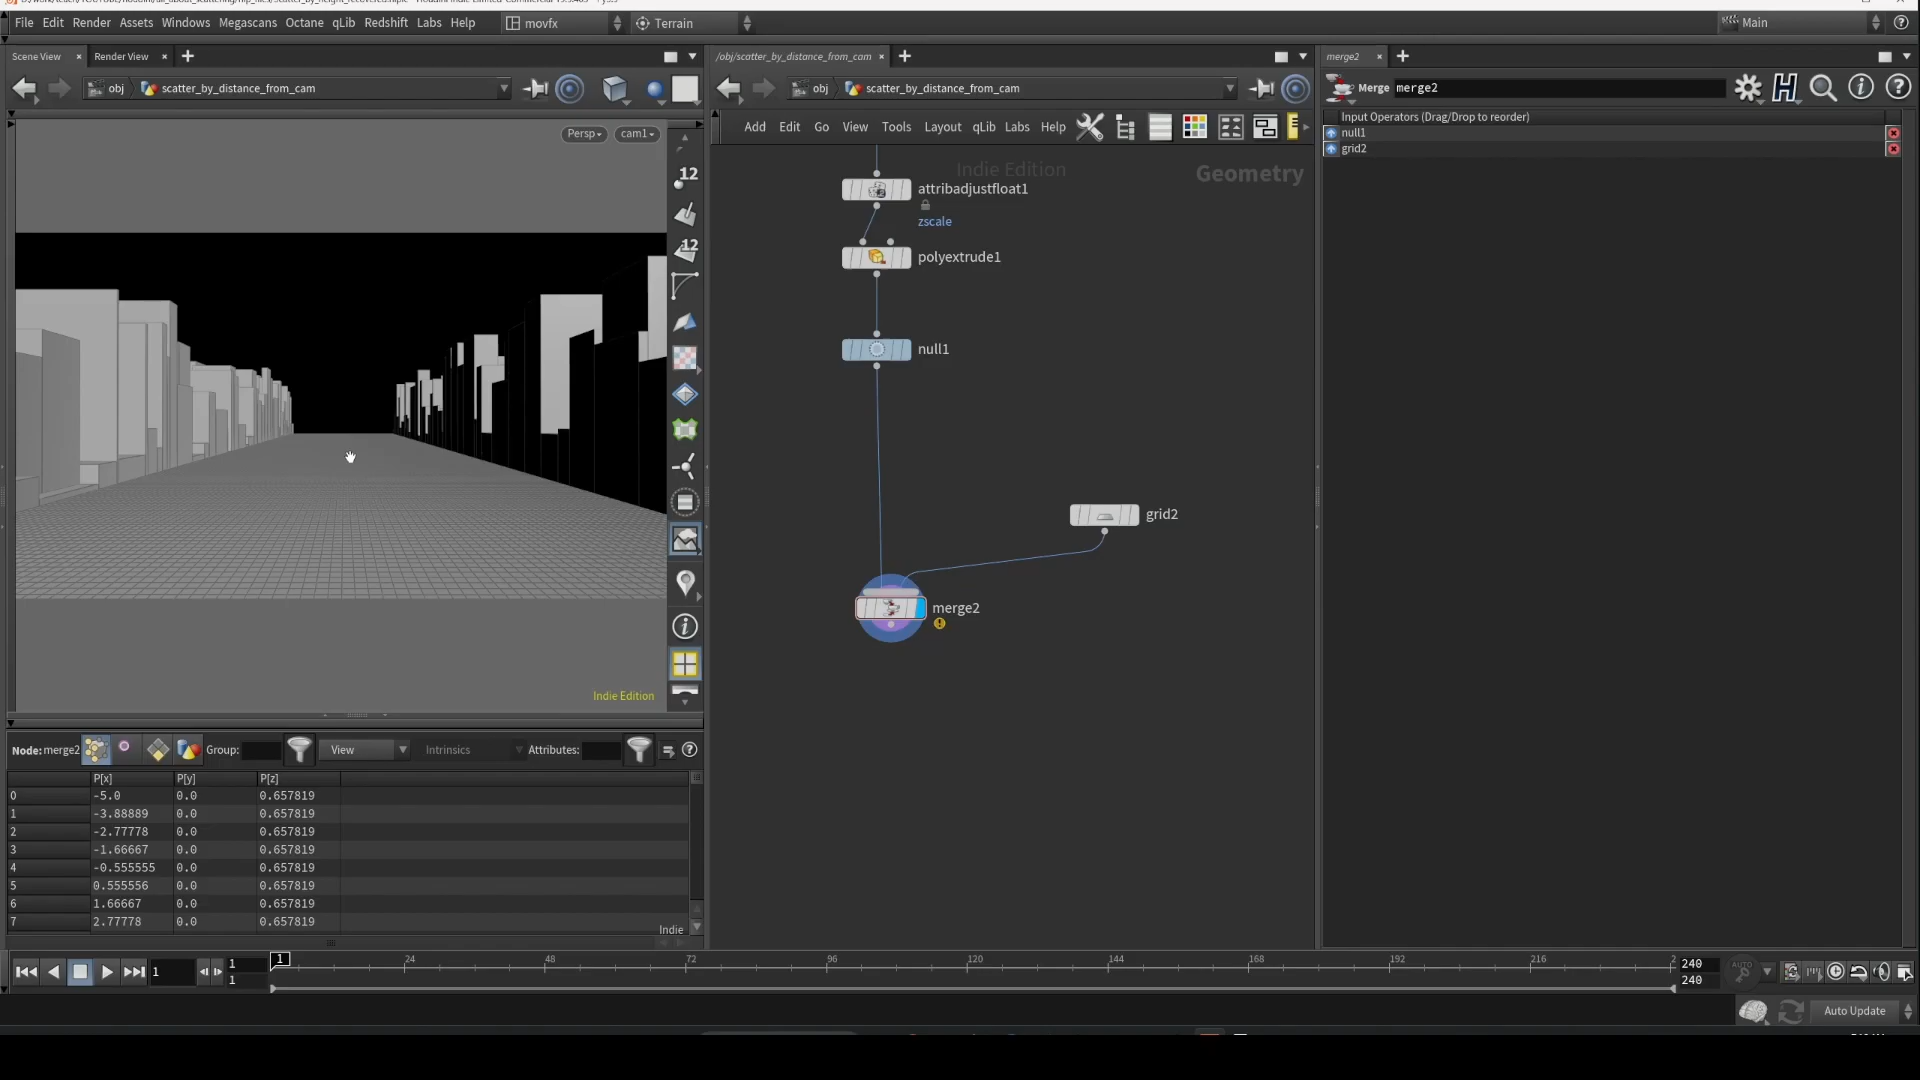 File Edit Render Assets Windows Megascans Octane qLib Redshift Labs Help movfx Terrain Main
Scene View Render View /obj/scatter_by_distance_from_cam merge2
obj scatter_by_distance_from_cam obj scatter_by_distance_from_cam Merge merge2
Add Edit Go View Tools Layout qLib Labs Help
Input Operators (Drag/Drop to reorder)
null1
grid2
Persp cam1
12
12
Indie Edition
Indie Edition
Geometry
attribadjustfloat1
zscale
polyextrude1
null1
grid2
merge2
Node: merge2 Group: View Intrinsics Attributes:
P[x] P[y] P[z]
0 -5.0 0.0 0.657819
1 -3.88889 0.0 0.657819
2 -2.77778 0.0 0.657819
3 -1.66667 0.0 0.657819
4 -0.555555 0.0 0.657819
5 0.555556 0.0 0.657819
6 1.66667 0.0 0.657819
7 2.77778 0.0 0.657819
Indie
1 1 1 24 48 72 96 120 144 168 192 216 2 240
1 240
AUTO
Auto Update